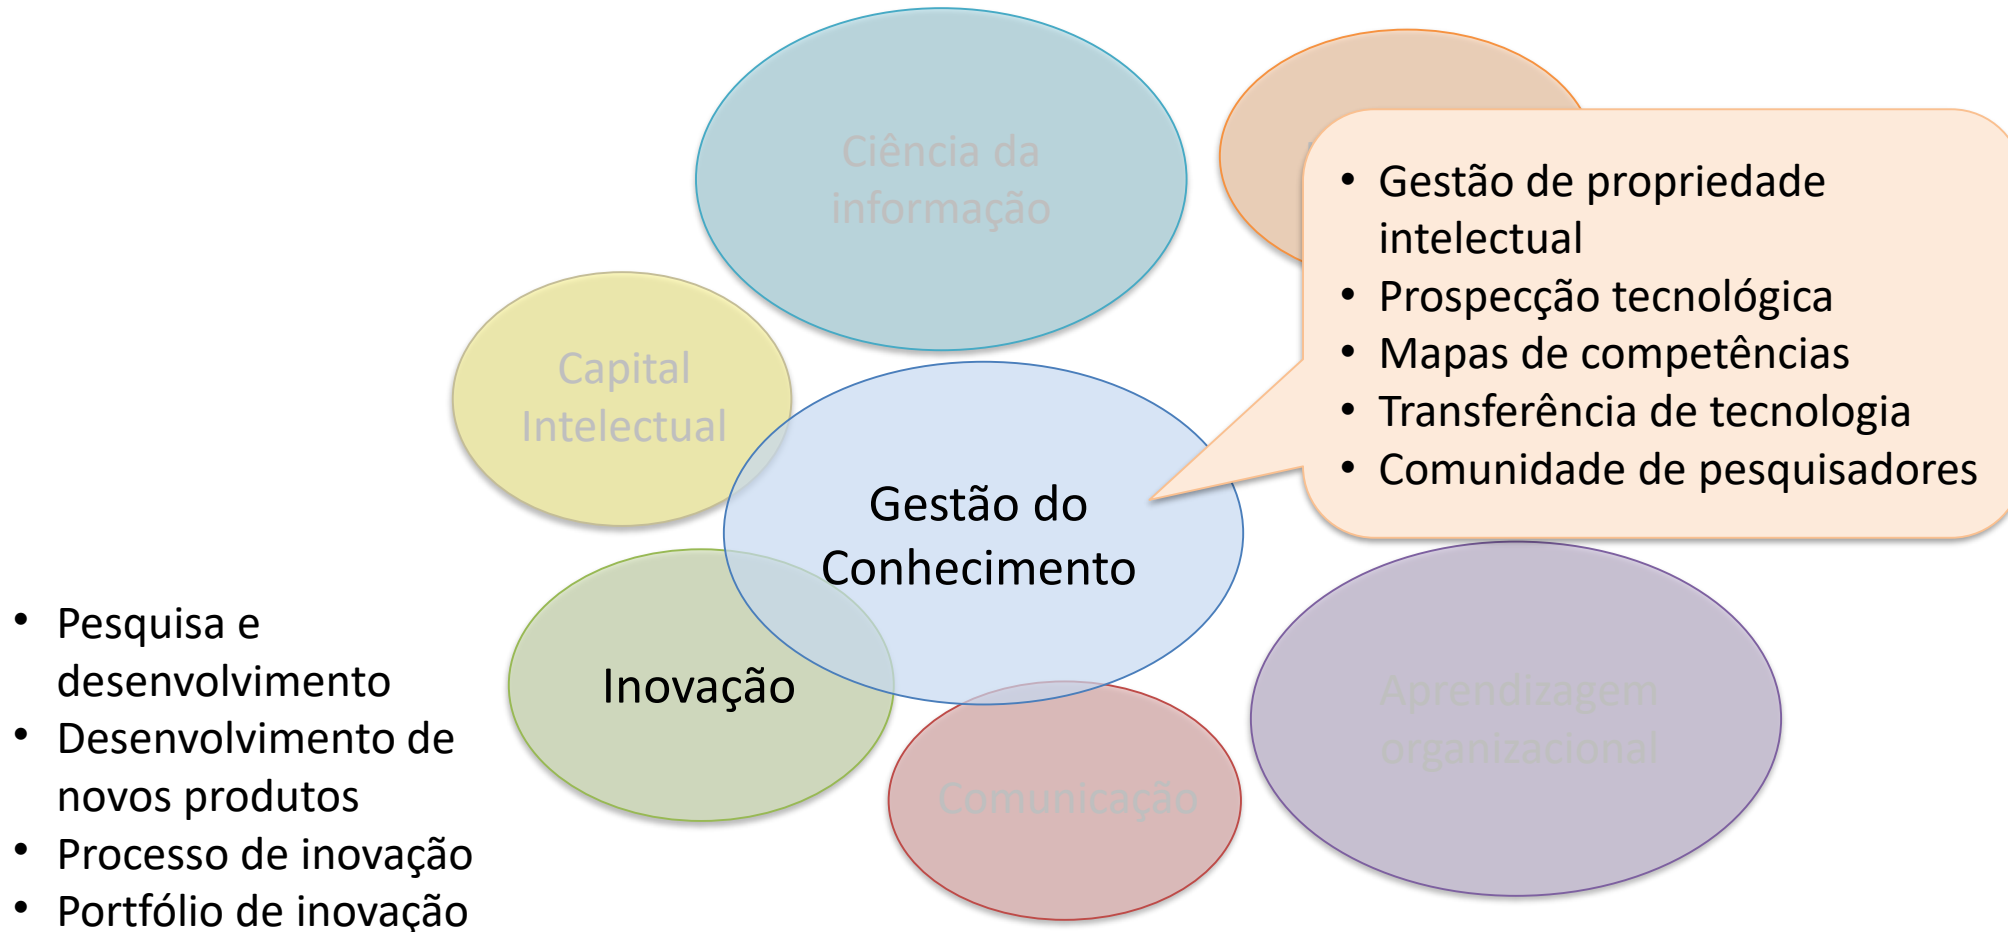 Ciência da
informação
• Gestão de propriedade
intelectual
• Prospecção tecnológica
• Mapas de competências
• Transferência de tecnologia
• Comunidade de pesquisadores
Capital
Intelectual
Gestão do
Conhecimento
• Pesquisa e
desenvolvimento
• Desenvolvimento de
novos produtos
• Processo de inovação
• Portfólio de inovação
Inovação
Aprendizagem
organizacional
Comunicação